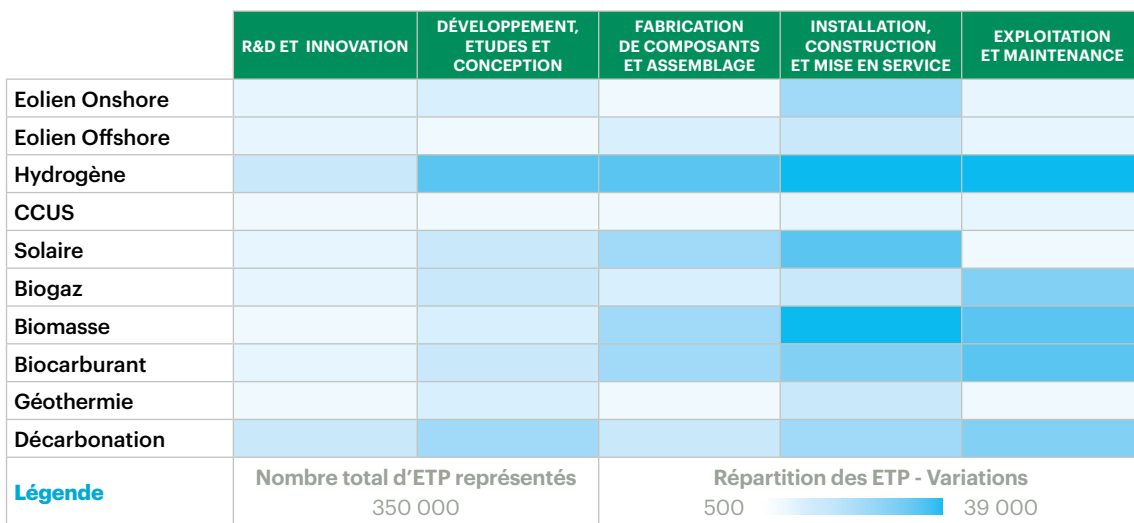 R&D ET INNOVATION
DÉVELOPPEMENT,
ETUDES ET
CONCEPTION
FABRICATION
DE COMPOSANTS
ET ASSEMBLAGE
INSTALLATION,
CONSTRUCTION
ET MISE EN SERVICE
EXPLOITATION
ET MAINTENANCE
Eolien Onshore
Eolien Offshore
Hydrogène
CCUS
Solaire
Biogaz
Biomasse
Biocarburant
Géothermie
Décarbonation
Légende
Nombre total d'ETP représentés
350 000
Répartition des ETP - Variations
500 39 000